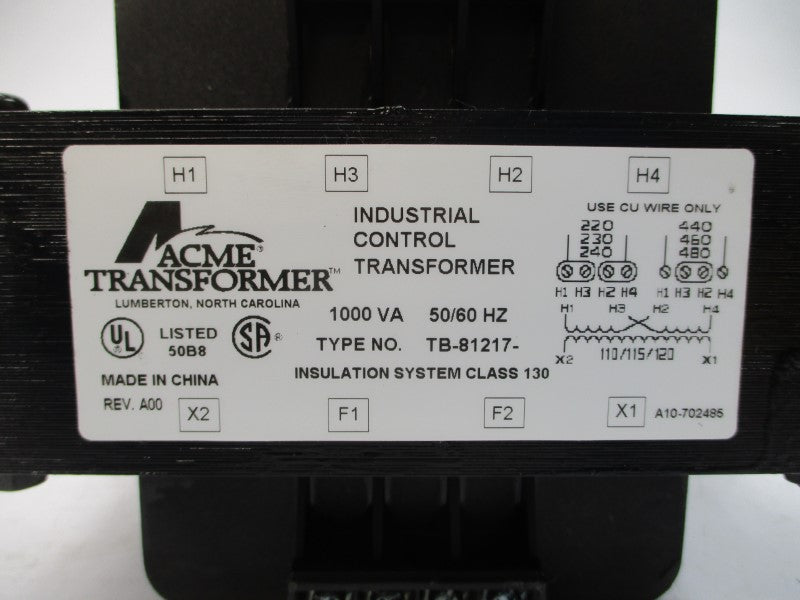 H1 H3 H2 H4
ACME
TRANSFORMER™
LUMBERTON, NORTH CAROLINA
UL LISTED
50B8
SA
MADE IN CHINA
REV. A00
INDUSTRIAL
CONTROL
TRANSFORMER
1000 VA 50/60 HZ
TYPE NO. TB-81217-
INSULATION SYSTEM CLASS 130
USE CU WIRE ONLY
220 440
230 460
240 480
H1 H3 H2 H4 H1 H3 H2 H4
H1 H3 H2 H4
X2 110/115/120 X1
X2 F1 F2 X1
A10-702485